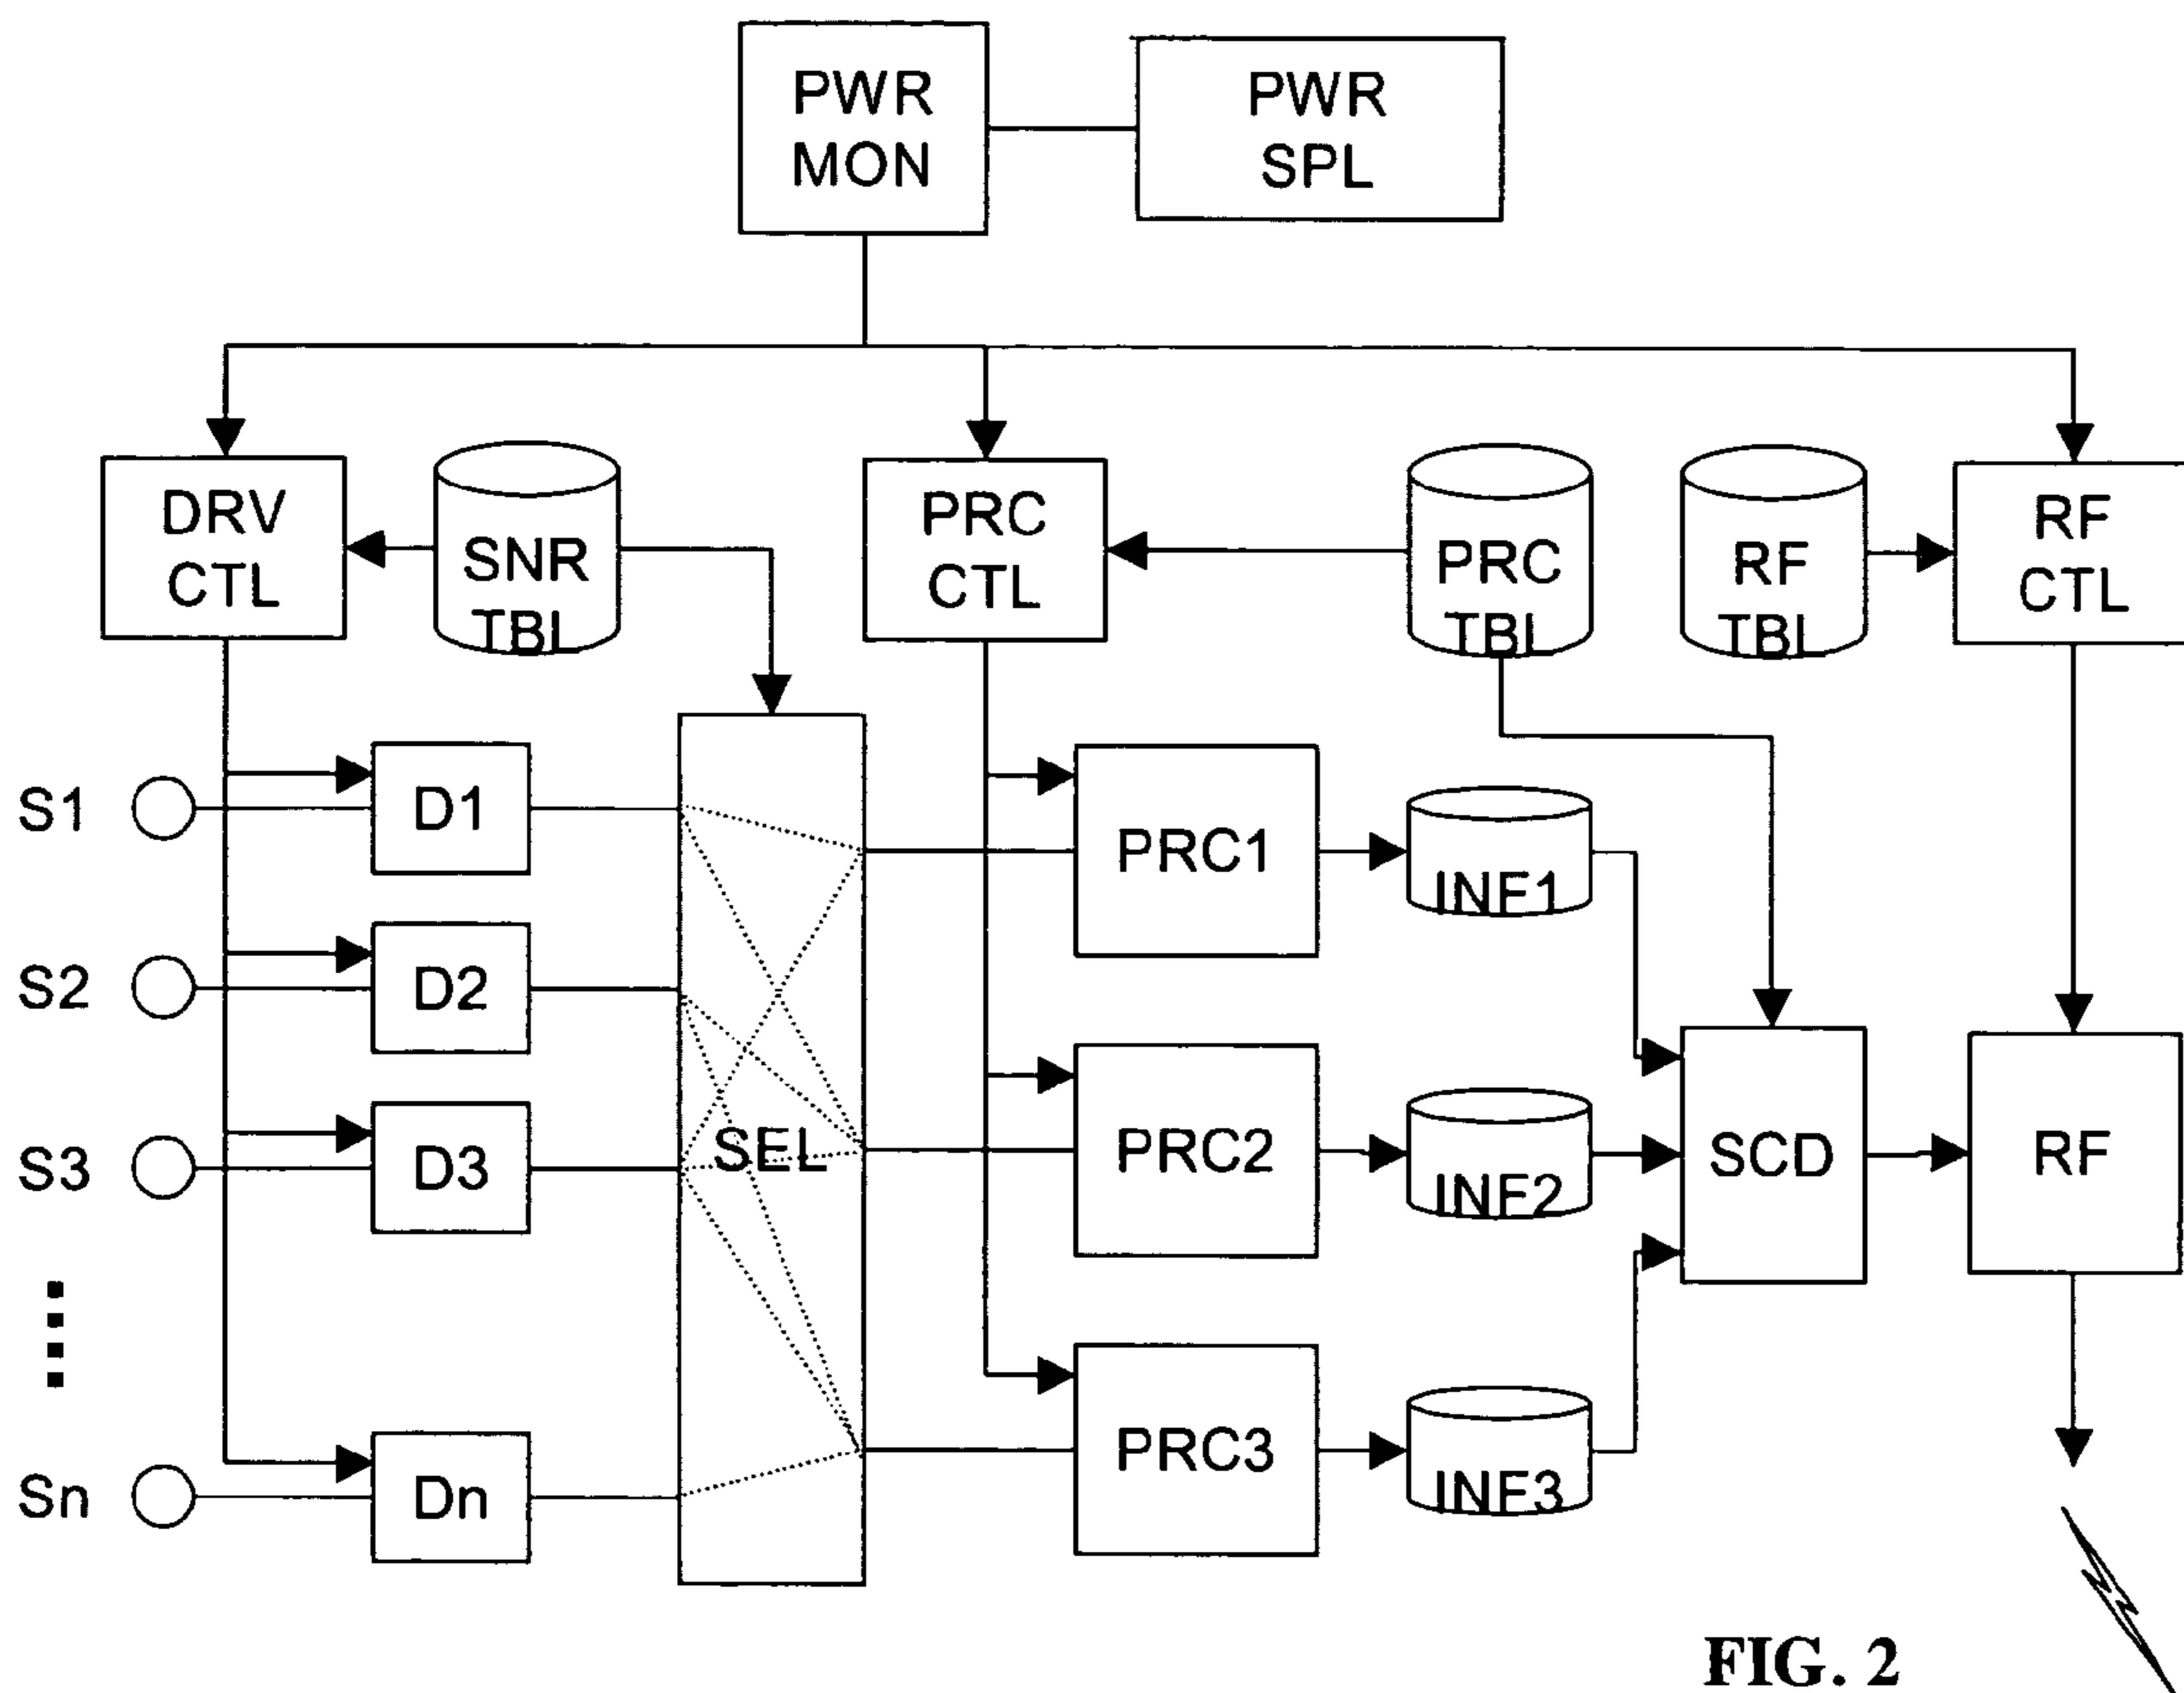 PWR
MON
PWR
SPL
DRV
CTL
SNR
TBL
PRC
CTL
PRC
TBL
RF
TBL
RF
CTL
S1
D1
PRC1
INF1
S2
D2
S3
D3
SEL
PRC2
INF2
SCD
RF
Sn
Dn
PRC3
INF3
FIG. 2